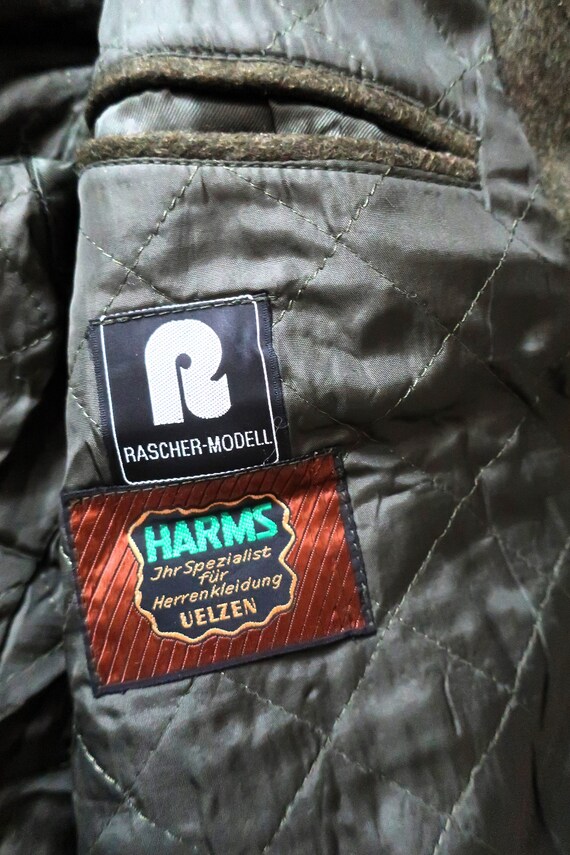 R
RASCHER-MODELL
HARMS
Ihr Spezialist
für
Herrenkleidung
UELZEN